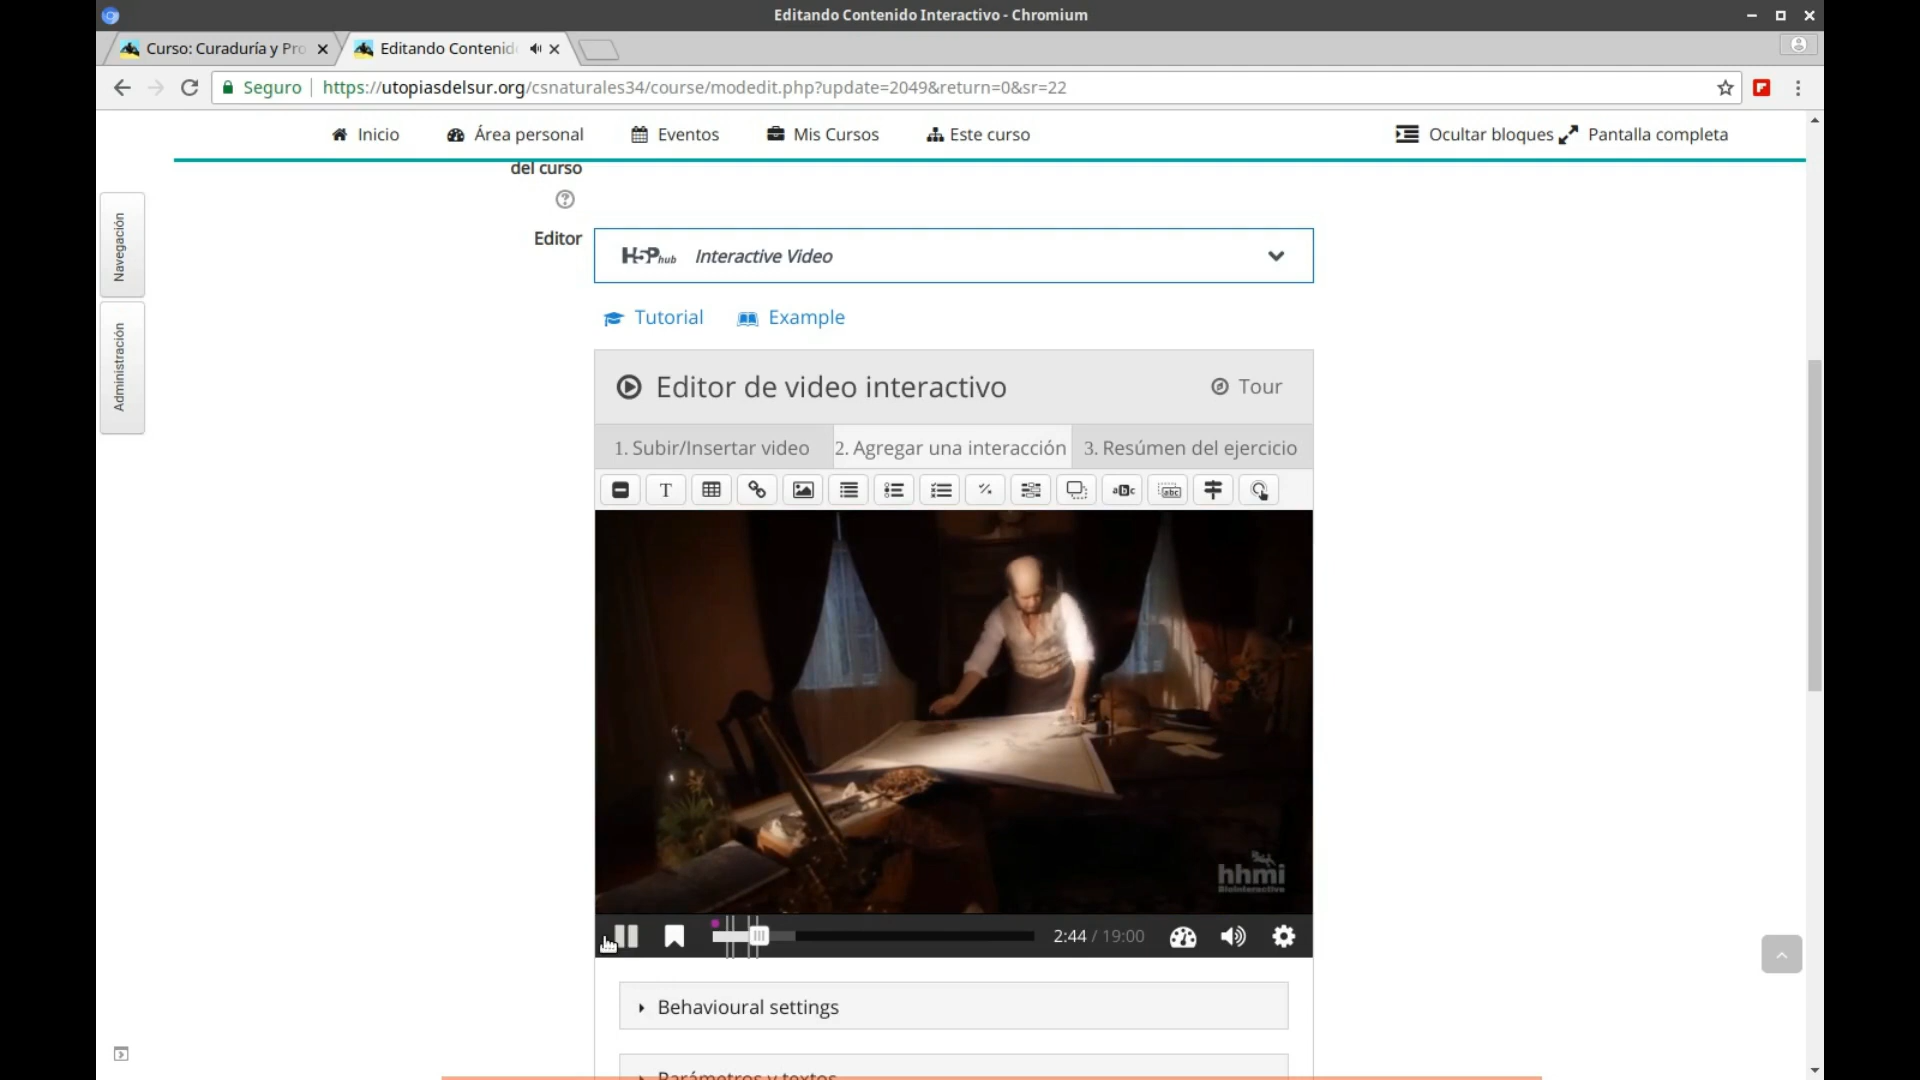 Editando Contenido Interactivo - Chromium
Curso: Curaduría y Pro
Editando Contenid
Seguro
https://utopiasdelsur.org/csnaturales34/course/modedit.php?update=2049&return=0&sr=22
Inicio
Área personal
Eventos
Mis Cursos
Este curso
Ocultar bloques
Pantalla completa
Navegación
Administración
del curso
Editor
H5P hub Interactive Video
Tutorial
Example
Editor de video interactivo
Tour
1. Subir/Insertar video
2. Agregar una interacción
3. Resúmen del ejercicio
T
abc
abc
hhmi
BioInteractive
2:44 / 19:00
Behavioural settings
Parámetros y textos